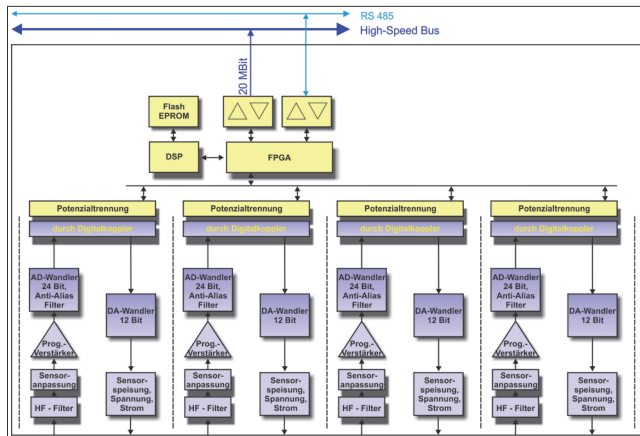 RS 485
High-Speed Bus
20 MBit
Flash
EPROM
DSP
FPGA
Potenzialtrennung
durch Digitalkoppler
AD-Wandler
24 Bit,
Anti-Alias
Filter
DA-Wandler
12 Bit
Prog.-
Verstärker
Sensor-
anpassung
HF - Filter
Sensor-
speisung,
Spannung,
Strom
Potenzialtrennung
durch Digitalkoppler
AD-Wandler
24 Bit,
Anti-Alias
Filter
DA-Wandler
12 Bit
Prog.-
Verstärker
Sensor-
anpassung
HF - Filter
Sensor-
speisung,
Spannung,
Strom
Potenzialtrennung
durch Digitalkoppler
AD-Wandler
24 Bit,
Anti-Alias
Filter
DA-Wandler
12 Bit
Prog.-
Verstärker
Sensor-
anpassung
HF - Filter
Sensor-
speisung,
Spannung,
Strom
Potenzialtrennung
durch Digitalkoppler
AD-Wandler
24 Bit,
Anti-Alias
Filter
DA-Wandler
12 Bit
Prog.-
Verstärker
Sensor-
anpassung
HF - Filter
Sensor-
speisung,
Spannung,
Strom